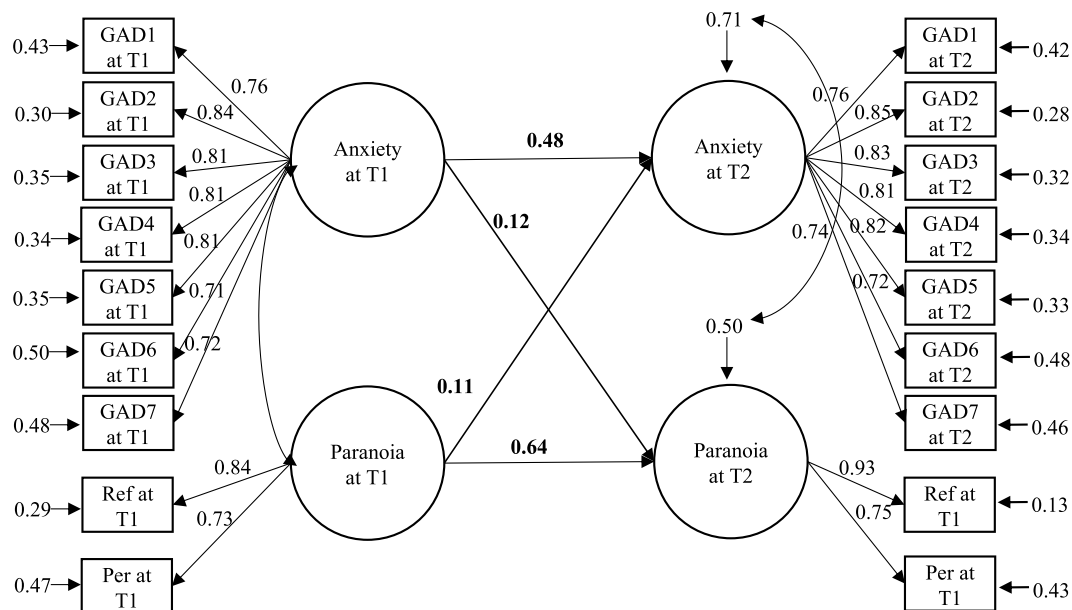 0.43
GAD1
at T1
0.30
GAD2
at T1
0.35
GAD3
at T1
0.34
GAD4
at T1
0.35
GAD5
at T1
0.50
GAD6
at T1
0.48
GAD7
at T1
0.29
Ref at
T1
0.47
Per at
T1
0.76
0.84
0.81
0.81
0.81
0.71
0.72
0.84
0.73
Anxiety
at T1
Paranoia
at T1
0.48
0.12
0.11
0.64
0.71
Anxiety
at T2
0.50
Paranoia
at T2
0.76
0.85
0.83
0.81
0.82
0.74
0.72
0.93
0.75
GAD1
at T2
0.42
GAD2
at T2
0.28
GAD3
at T2
0.32
GAD4
at T2
0.34
GAD5
at T2
0.33
GAD6
at T2
0.48
GAD7
at T2
0.46
Ref at
T1
0.13
Per at
T1
0.43